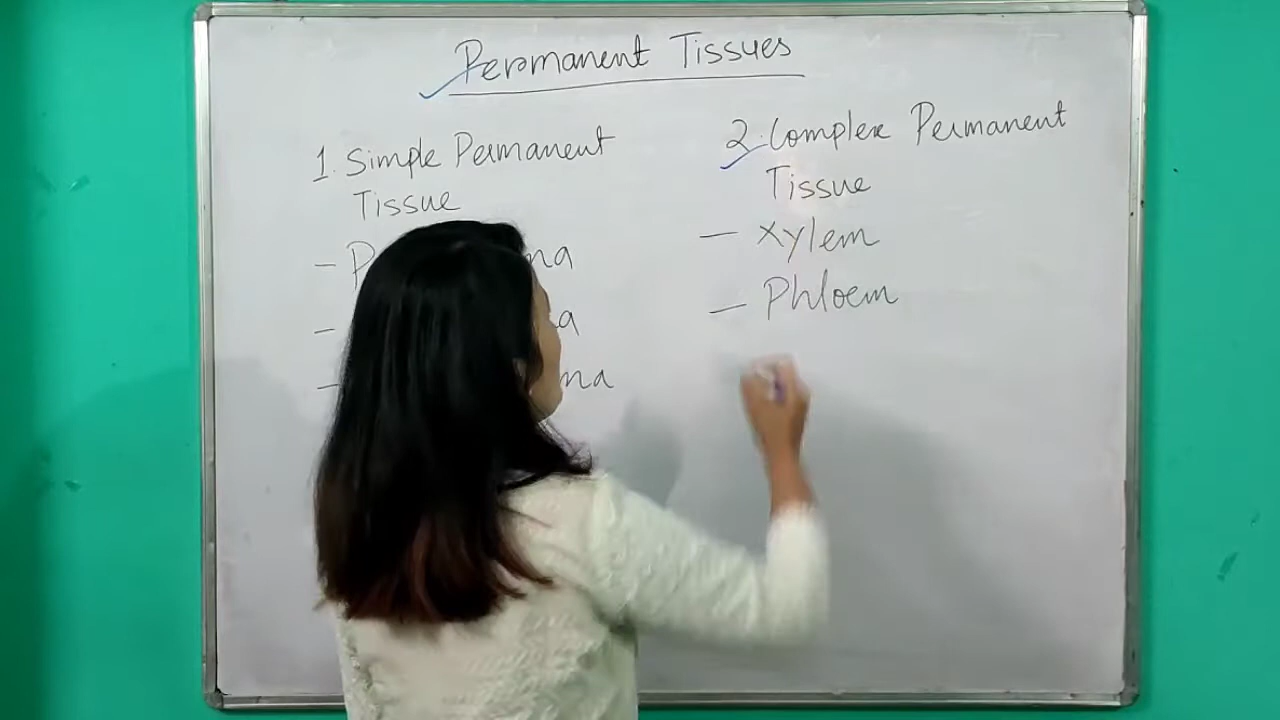 Permanent Tissues
1. Simple Permanent
Tissue
2. Complex Permanent
Tissue
– Xylem
– Phloem